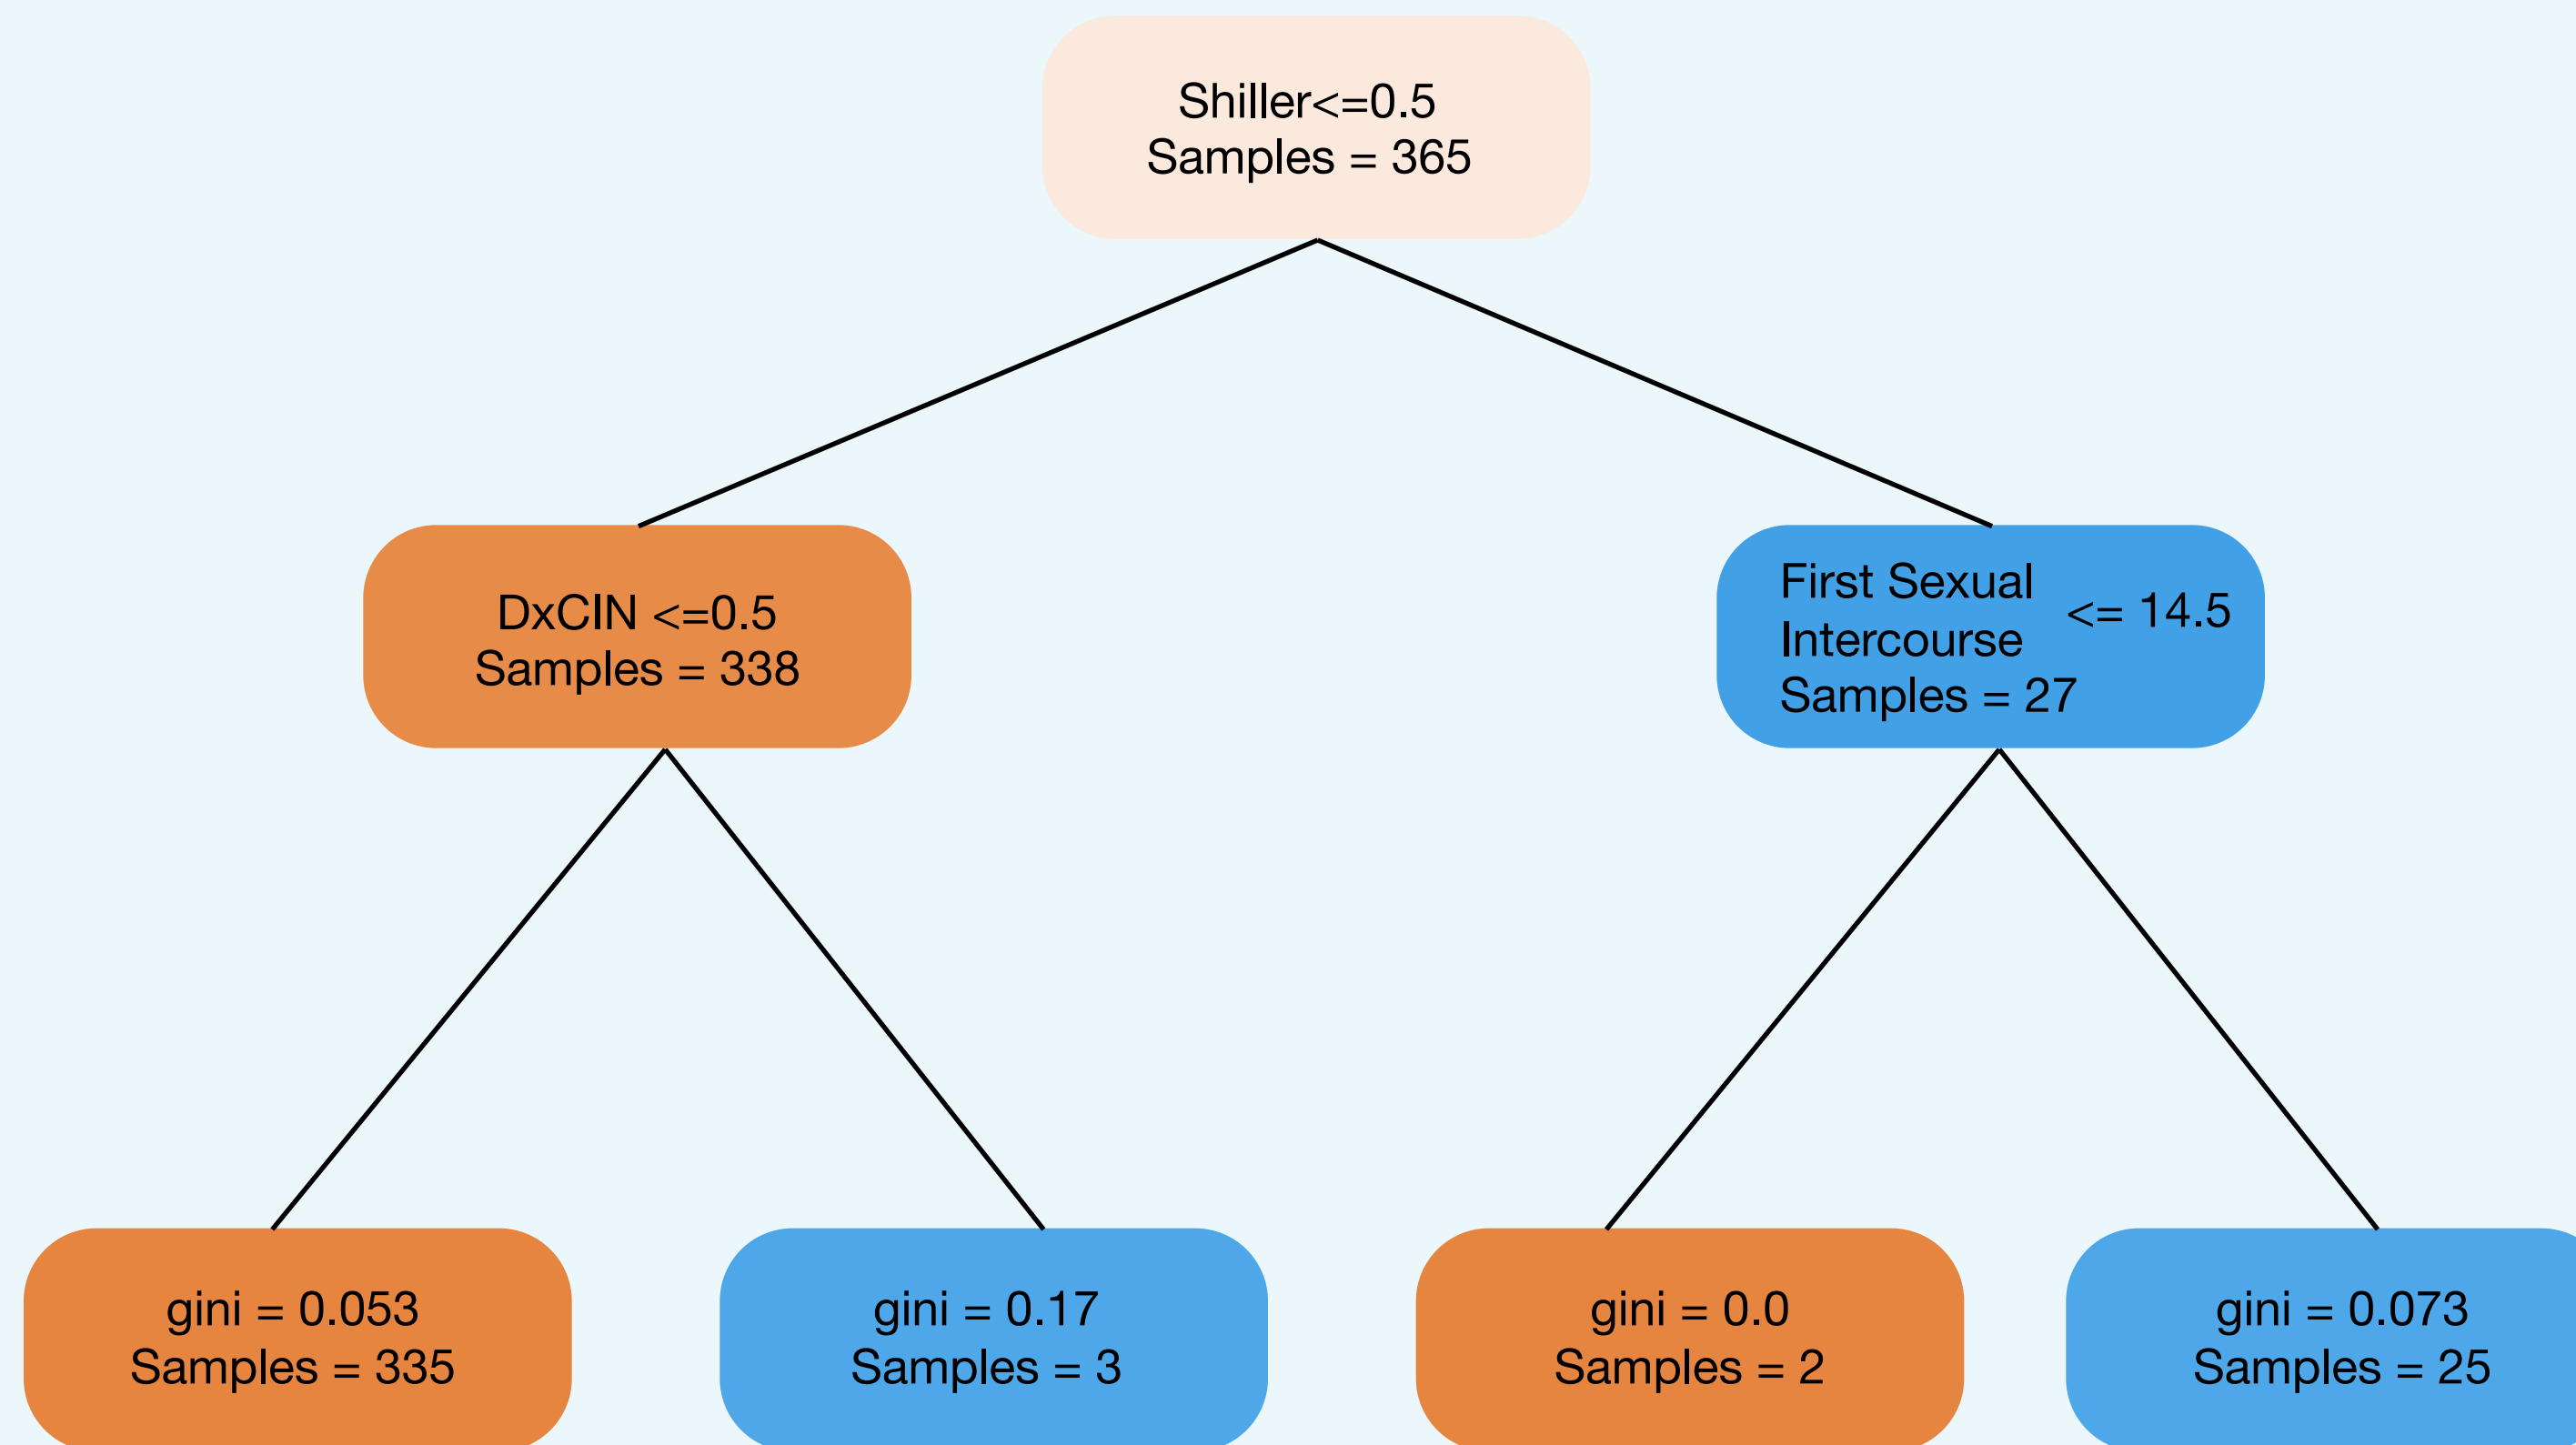 Shiller<=0.5
Samples = 365
DxCIN <=0.5
Samples = 338
First Sexual
Intercourse
<= 14.5
Samples = 27
gini = 0.053
Samples = 335
gini = 0.17
Samples = 3
gini = 0.0
Samples = 2
gini = 0.073
Samples = 25